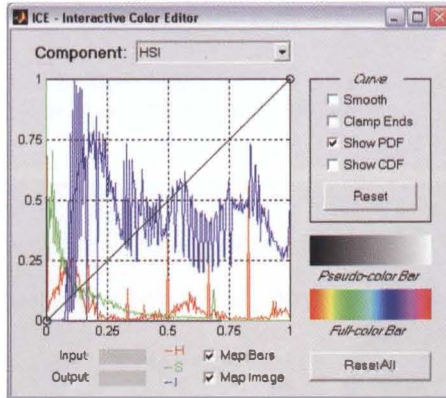 ICE - Interactive Color Editor
Component: HSI
1
0.75
0.5
0.25
0
0.25
0.5
0.75
1
Curve
Smooth
Clamp Ends
Show PDF
Show CDF
Reset
Pseudo-color Bar
Full-color Bar
Input:
Output:
H
S
I
Map Bars
Map Image
Reset All